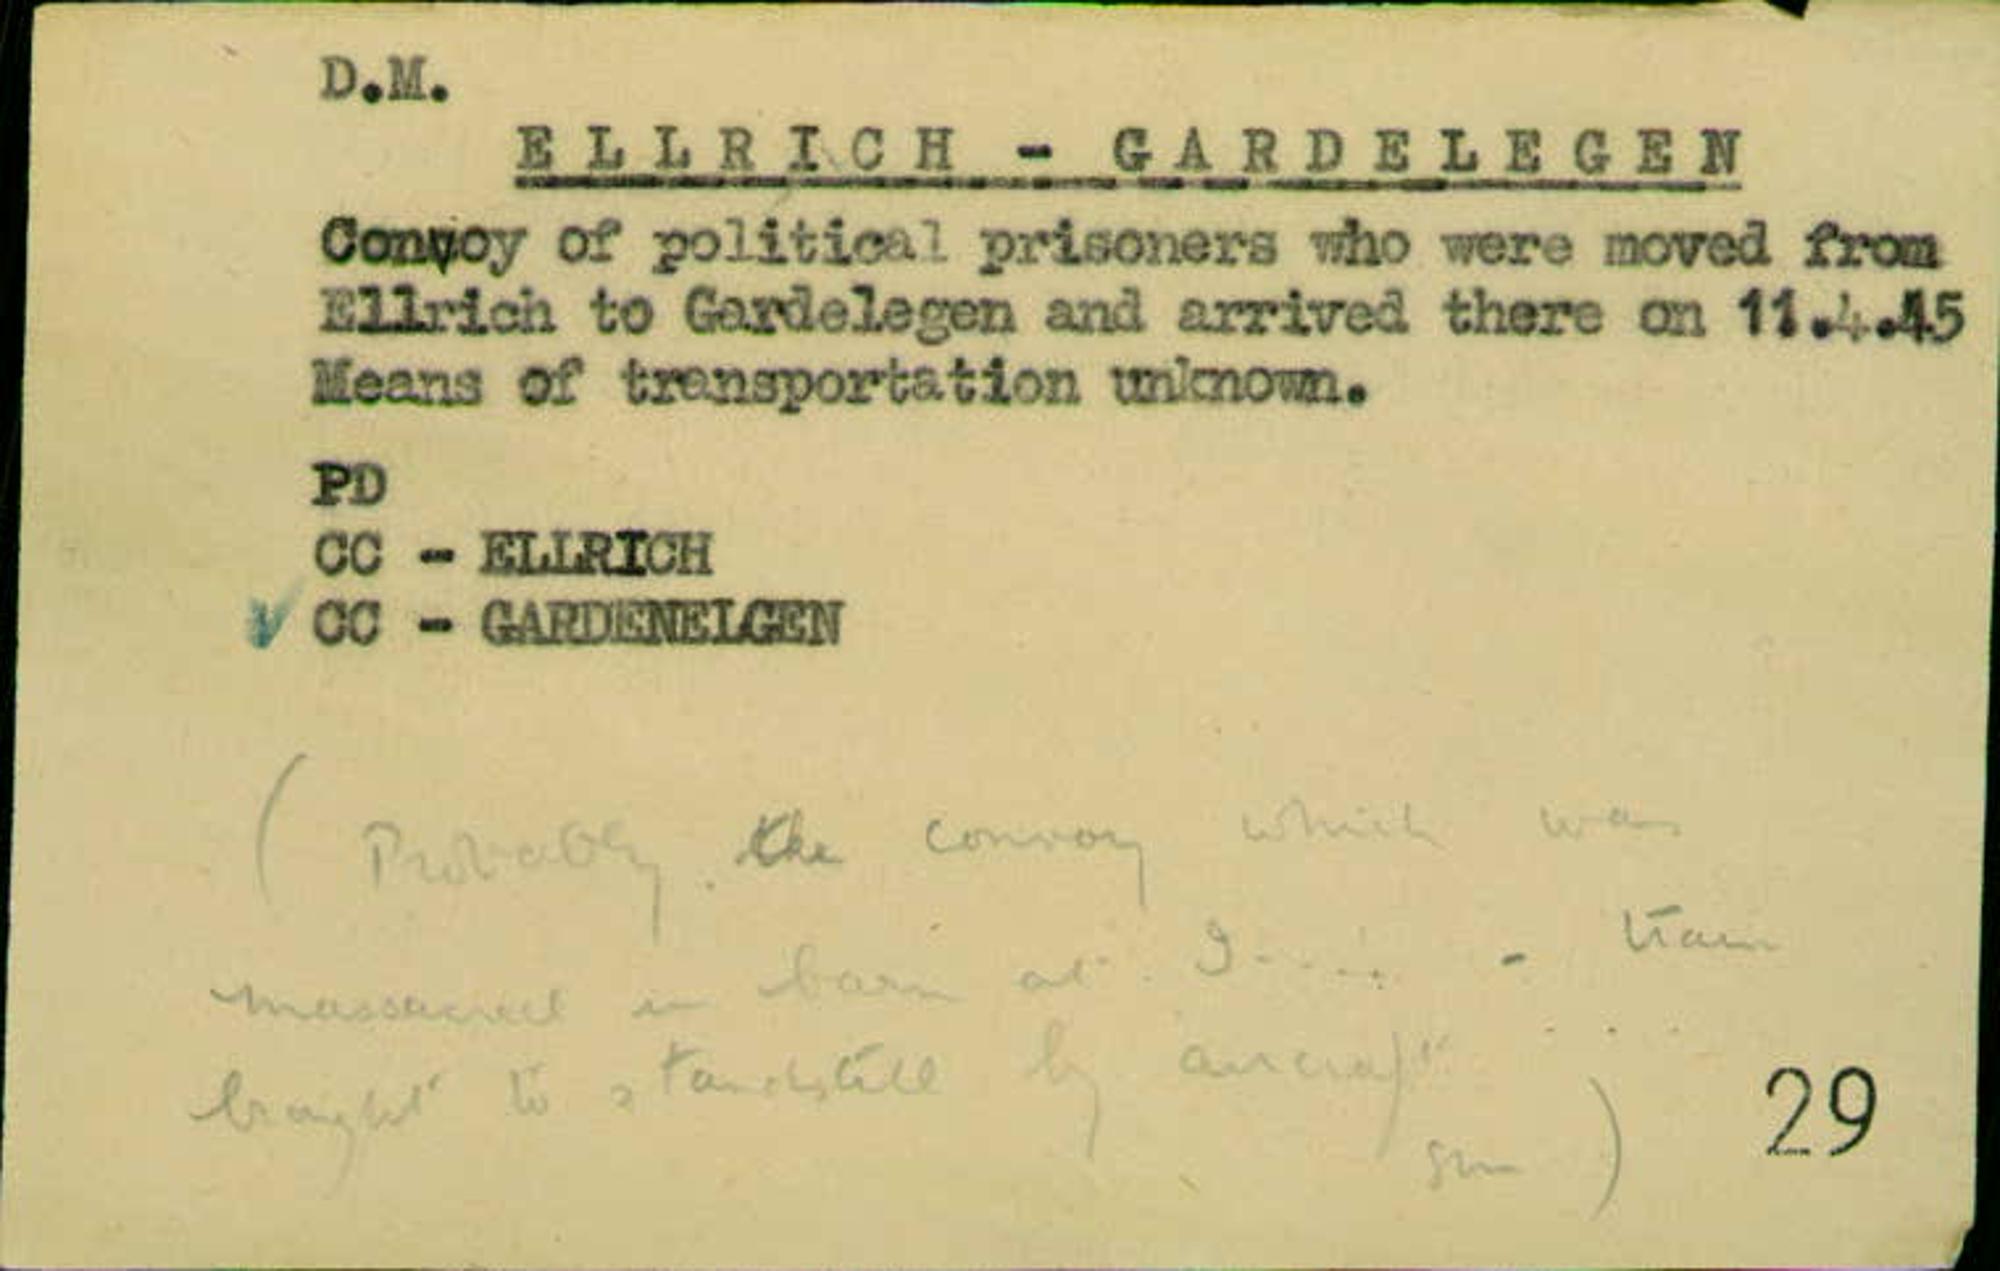 D.M.
ELLRICH - GARDELEGEN
Convoy of political prisoners who were moved from
Ellrich to Gardelegen and arrived there on 11.4.45
Means of transportation unknown.
PD
CC - ELLRICH
✓ CC - GARDENELGEN
( Probably the convoy which was
massacred in barn at - train
brought to standstill by aircraft
)
29